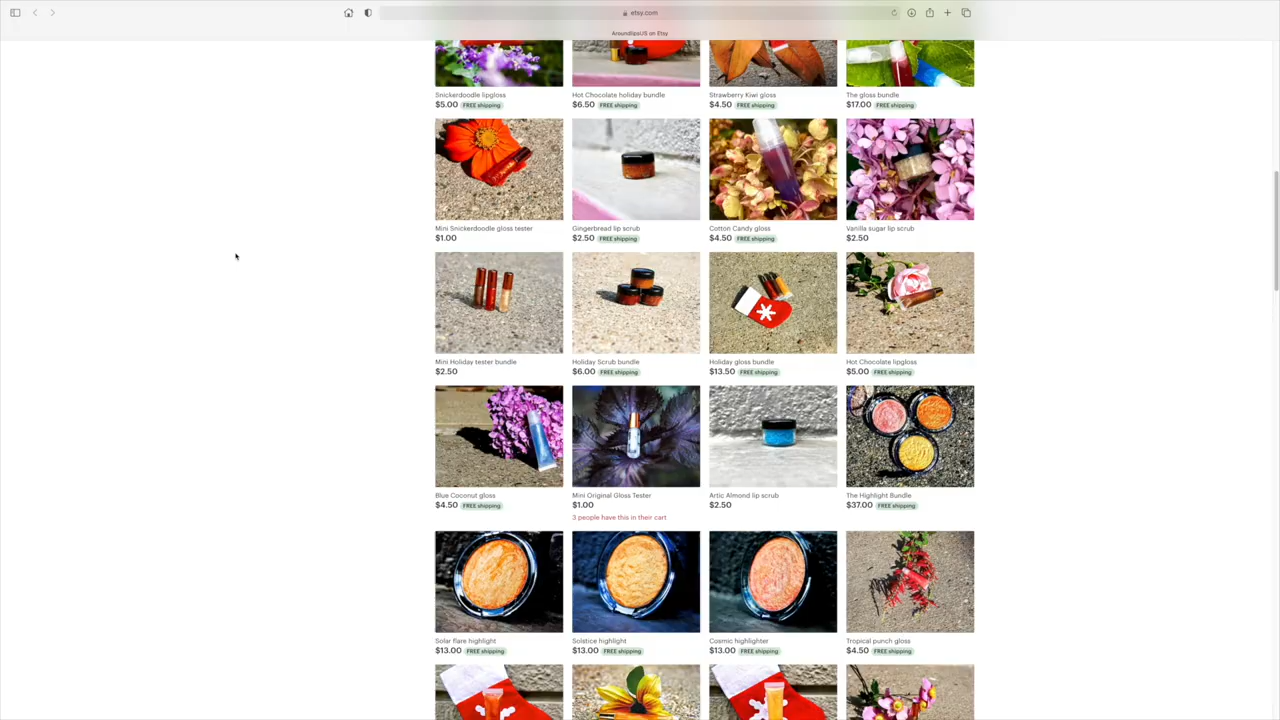 etsy.com
AroundlipsUS on Etsy
Snickerdoodle lipgloss
$5.00 FREE shipping
Hot Chocolate holiday bundle
$6.50 FREE shipping
Strawberry Kiwi gloss
$4.50 FREE shipping
The gloss bundle
$17.00 FREE shipping
Mini Snickerdoodle gloss tester
$1.00
Gingerbread lip scrub
$2.50 FREE shipping
Cotton Candy gloss
$4.50 FREE shipping
Vanilla sugar lip scrub
$2.50
Mini Holiday tester bundle
$2.50
Holiday Scrub bundle
$6.00 FREE shipping
Holiday gloss bundle
$13.50 FREE shipping
Hot Chocolate lipgloss
$5.00 FREE shipping
Blue Coconut gloss
$4.50 FREE shipping
Mini Original Gloss Tester
$1.00
3 people have this in their cart
Artic Almond lip scrub
$2.50
The Highlight Bundle
$37.00 FREE shipping
Solar flare highlight
$13.00 FREE shipping
Solstice highlight
$13.00 FREE shipping
Cosmic highlighter
$13.00 FREE shipping
Tropical punch gloss
$4.50 FREE shipping